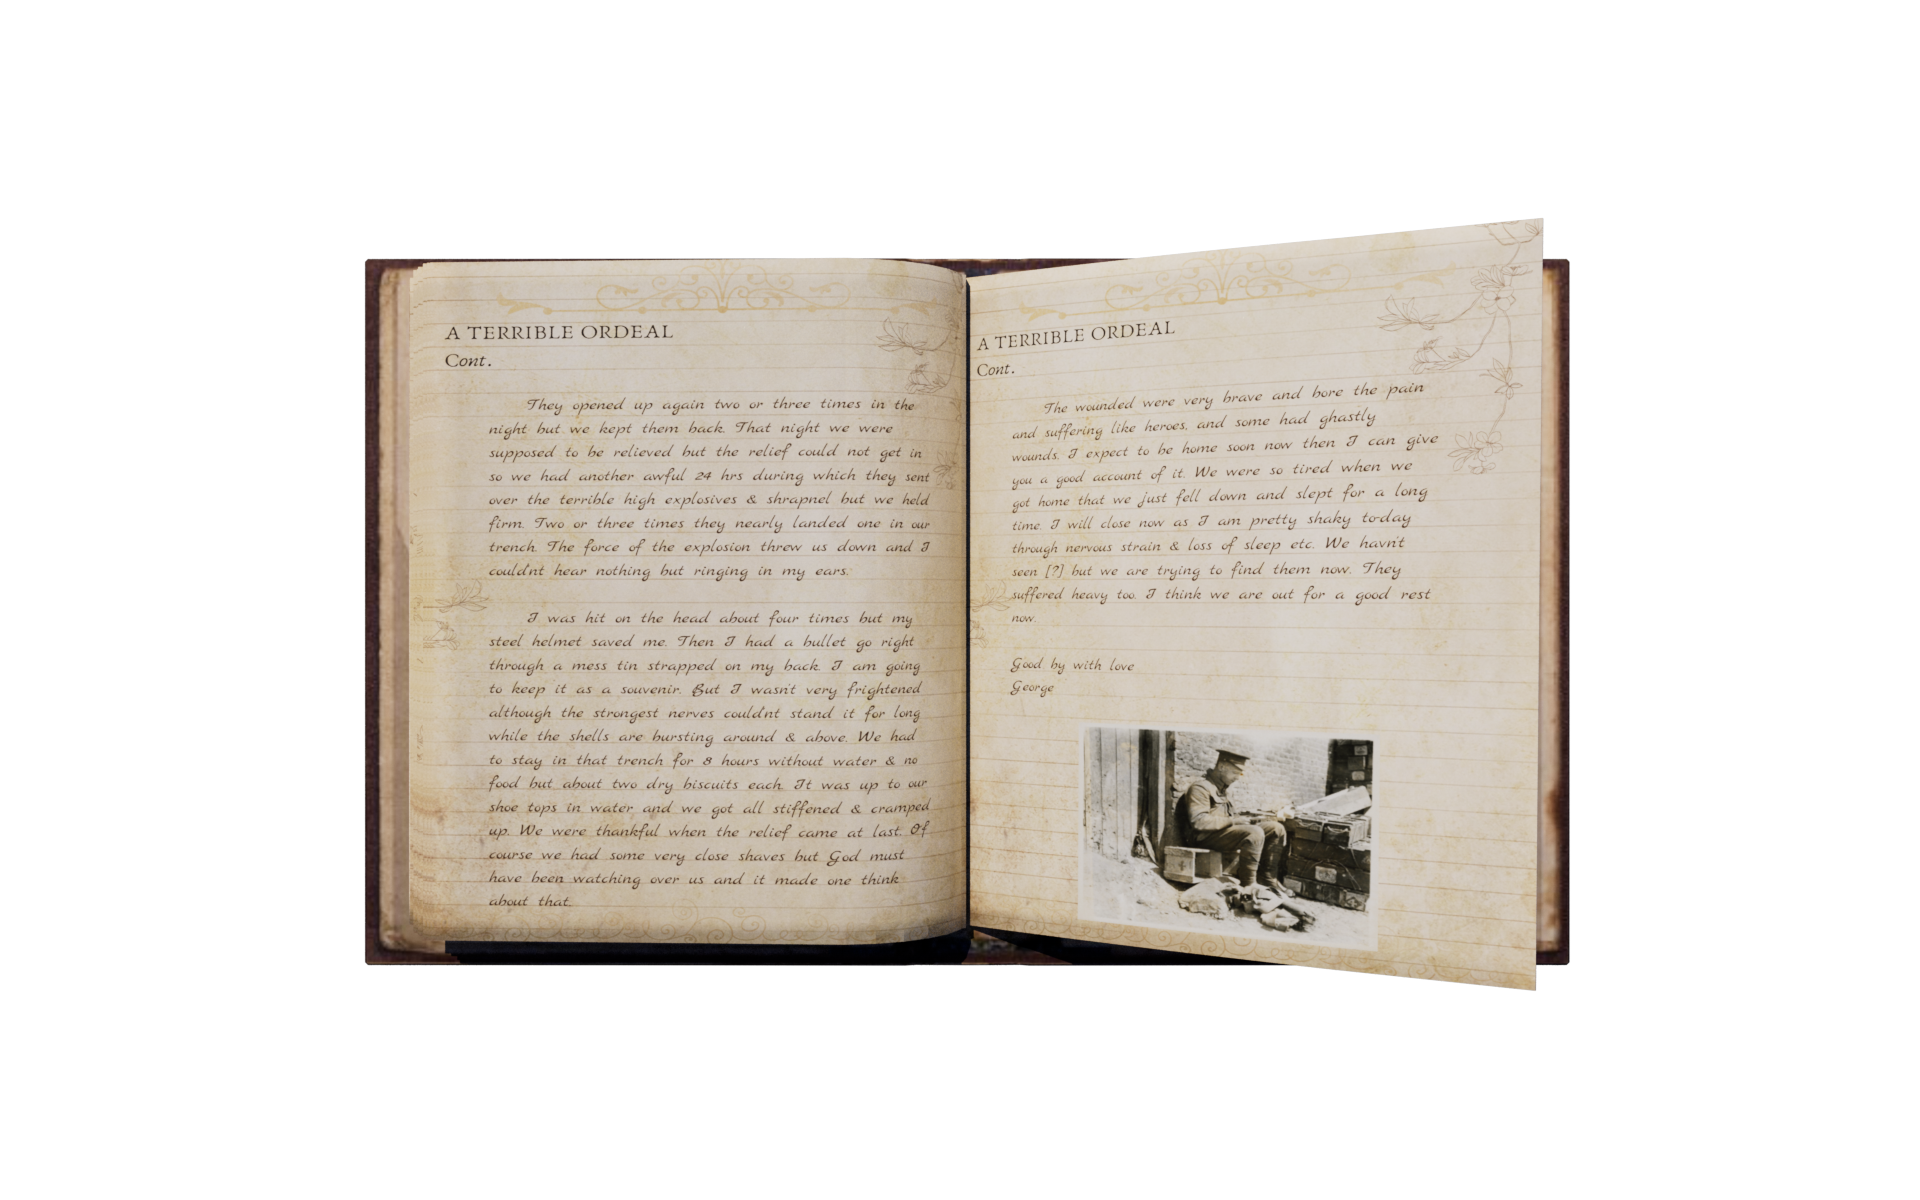 A TERRIBLE ORDEAL
Cont.
They opened up again two or three times in the
night but we kept them back. That night we were
supposed to be relieved but the relief could not get in
so we had another awful 24 hrs during which they sent
over the terrible high explosives & shrapnel but we held
firm. Two or three times they nearly landed one in our
trench. The force of the explosion threw us down and I
couldn't hear nothing but ringing in my ears.
I was hit on the head about four times but my
steel helmet saved me. Then I had a bullet go right
through a mess tin strapped on my back. I am going
to keep it as a souvenir. But I wasn't very frightened
although the strongest nerves couldn't stand it for long
while the shells are bursting around & above. We had
to stay in that trench for 8 hours without water & no
food but about two dry biscuits each. It was up to our
shoe tops in water, and we got all stiffened & cramped
up. We were thankful when the relief came at last. Of
course we had some very close shaves but God must
have been watching over us and it made one think
about that.
A TERRIBLE ORDEAL
Cont.
The wounded were very brave and bore the pain
and suffering like heroes, and some had ghastly
wounds. I expect to be home soon now then I can give
you a good account of it. We were so tired when we
got home that we just fell down and slept for a long
time. I will close now as I am pretty shaky to-day
through nervous strain & loss of sleep etc. We havn't
seen [?] but we are trying to find them now. They
suffered heavy too. I think we are out for a good rest
now.
Good by with love
George